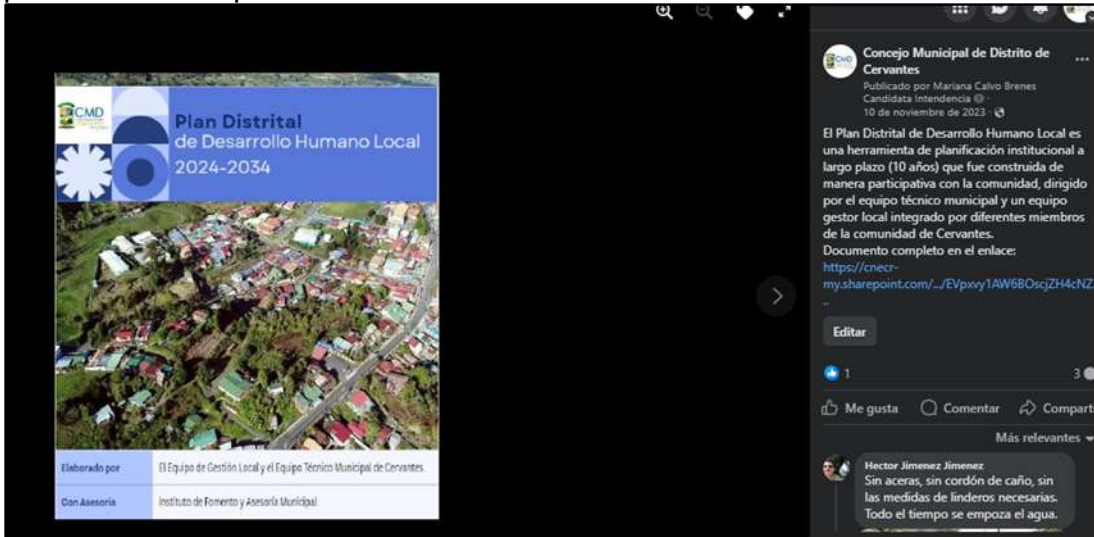 CMD
Plan Distrital
de Desarrollo Humano Local
2024-2034
Elaborado por
El Equipo de Gestión Local y el Equipo Técnico Municipal de Cervantes.
Con Asesoría
Instituto de Fomento y Asesoría Municipal
Concejo Municipal de Distrito de
Cervantes
Publicado por Mariana Calvo Brenes
Candidata Intendencia
10 de noviembre de 2023
El Plan Distrital de Desarrollo Humano Local es
una herramienta de planificación institucional a
largo plazo (10 años) que fue construida de
manera participativa con la comunidad, dirigido
por el equipo técnico municipal y un equipo
gestor local integrado por diferentes miembros
de la comunidad de Cervantes.
Documento completo en el enlace:
https://cnecr-
my.sharepoint.com/.../EVpxvy1AW6BOscjZH4cNZ
..
Editar
1
3
Me gusta
Comentar
Comparti
Más relevantes
Hector Jimenez Jimenez
Sin aceras, sin cordón de caño, sin
las medidas de linderos necesarias.
Todo el tiempo se empoza el agua.